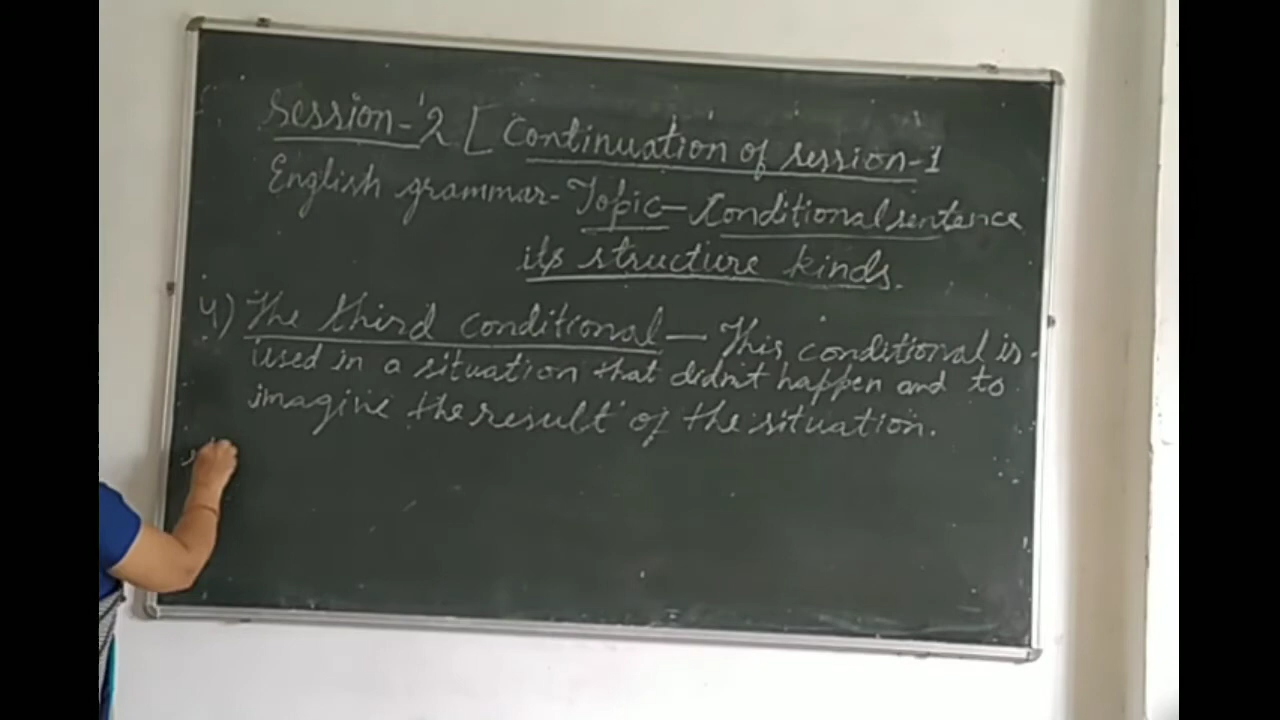 Session-2 [Continuation of session-1
English grammar- Topic- Conditional sentence
its structure kinds.
4) The third conditional — This conditional is
used in a situation that didn't happen and to
imagine the result of the situation.